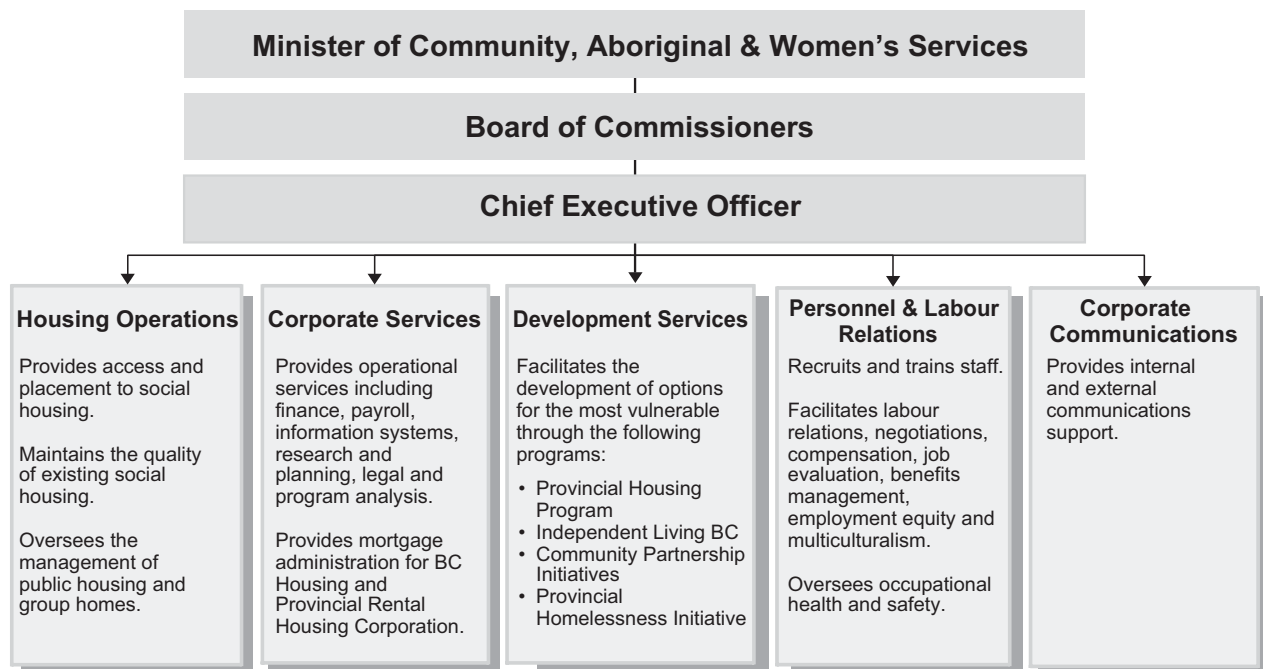 Minister of Community, Aboriginal & Women’s Services
Board of Commissioners
Chief Executive Officer
Housing Operations
Provides access and
placement to social
housing.
Maintains the quality
of existing social
housing.
Oversees the
management of
public housing and
group homes.
Corporate Services
Provides operational
services including
finance, payroll,
information systems,
research and
planning, legal and
program analysis.
Provides mortgage
administration for BC
Housing and
Provincial Rental
Housing Corporation.
Development Services
Facilitates the
development of options
for the most vulnerable
through the following
programs:
• Provincial Housing
Program
• Independent Living BC
• Community Partnership
Initiatives
• Provincial
Homelessness Initiative
Personnel & Labour
Relations
Recruits and trains staff.
Facilitates labour
relations, negotiations,
compensation, job
evaluation, benefits
management,
employment equity and
multiculturalism.
Oversees occupational
health and safety.
Corporate
Communications
Provides internal
and external
communications
support.